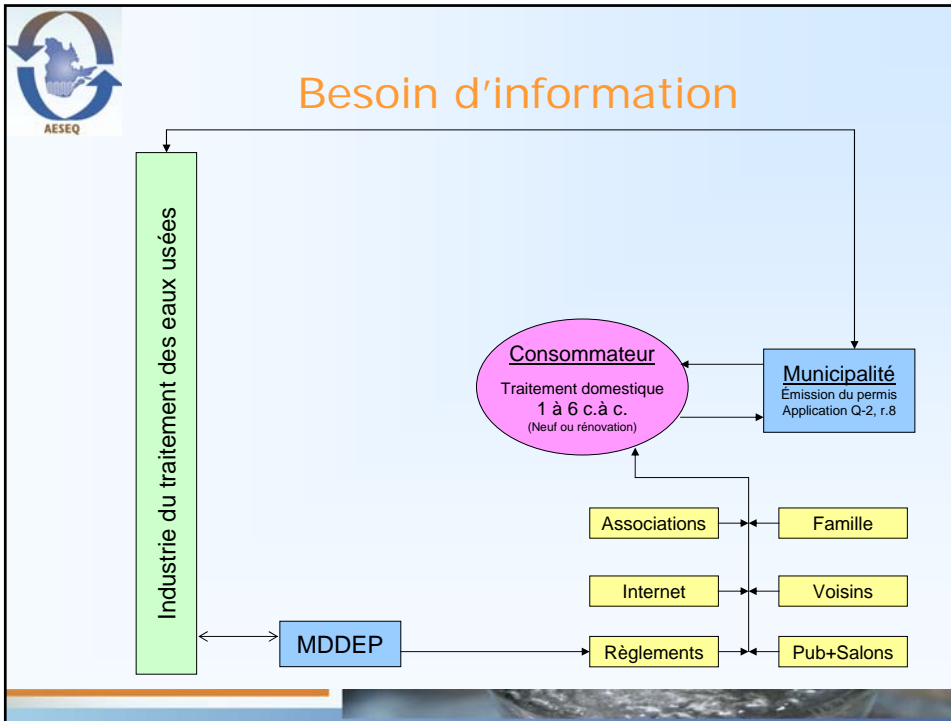 AESEQ
Besoin d'information
Industrie du traitement des eaux usées
Consommateur
Traitement domestique
1 à 6 c.à c.
(Neuf ou rénovation)
Municipalité
Émission du permis
Application Q-2, r.8
Associations
Famille
Internet
Voisins
MDDEP
Règlements
Pub+Salons